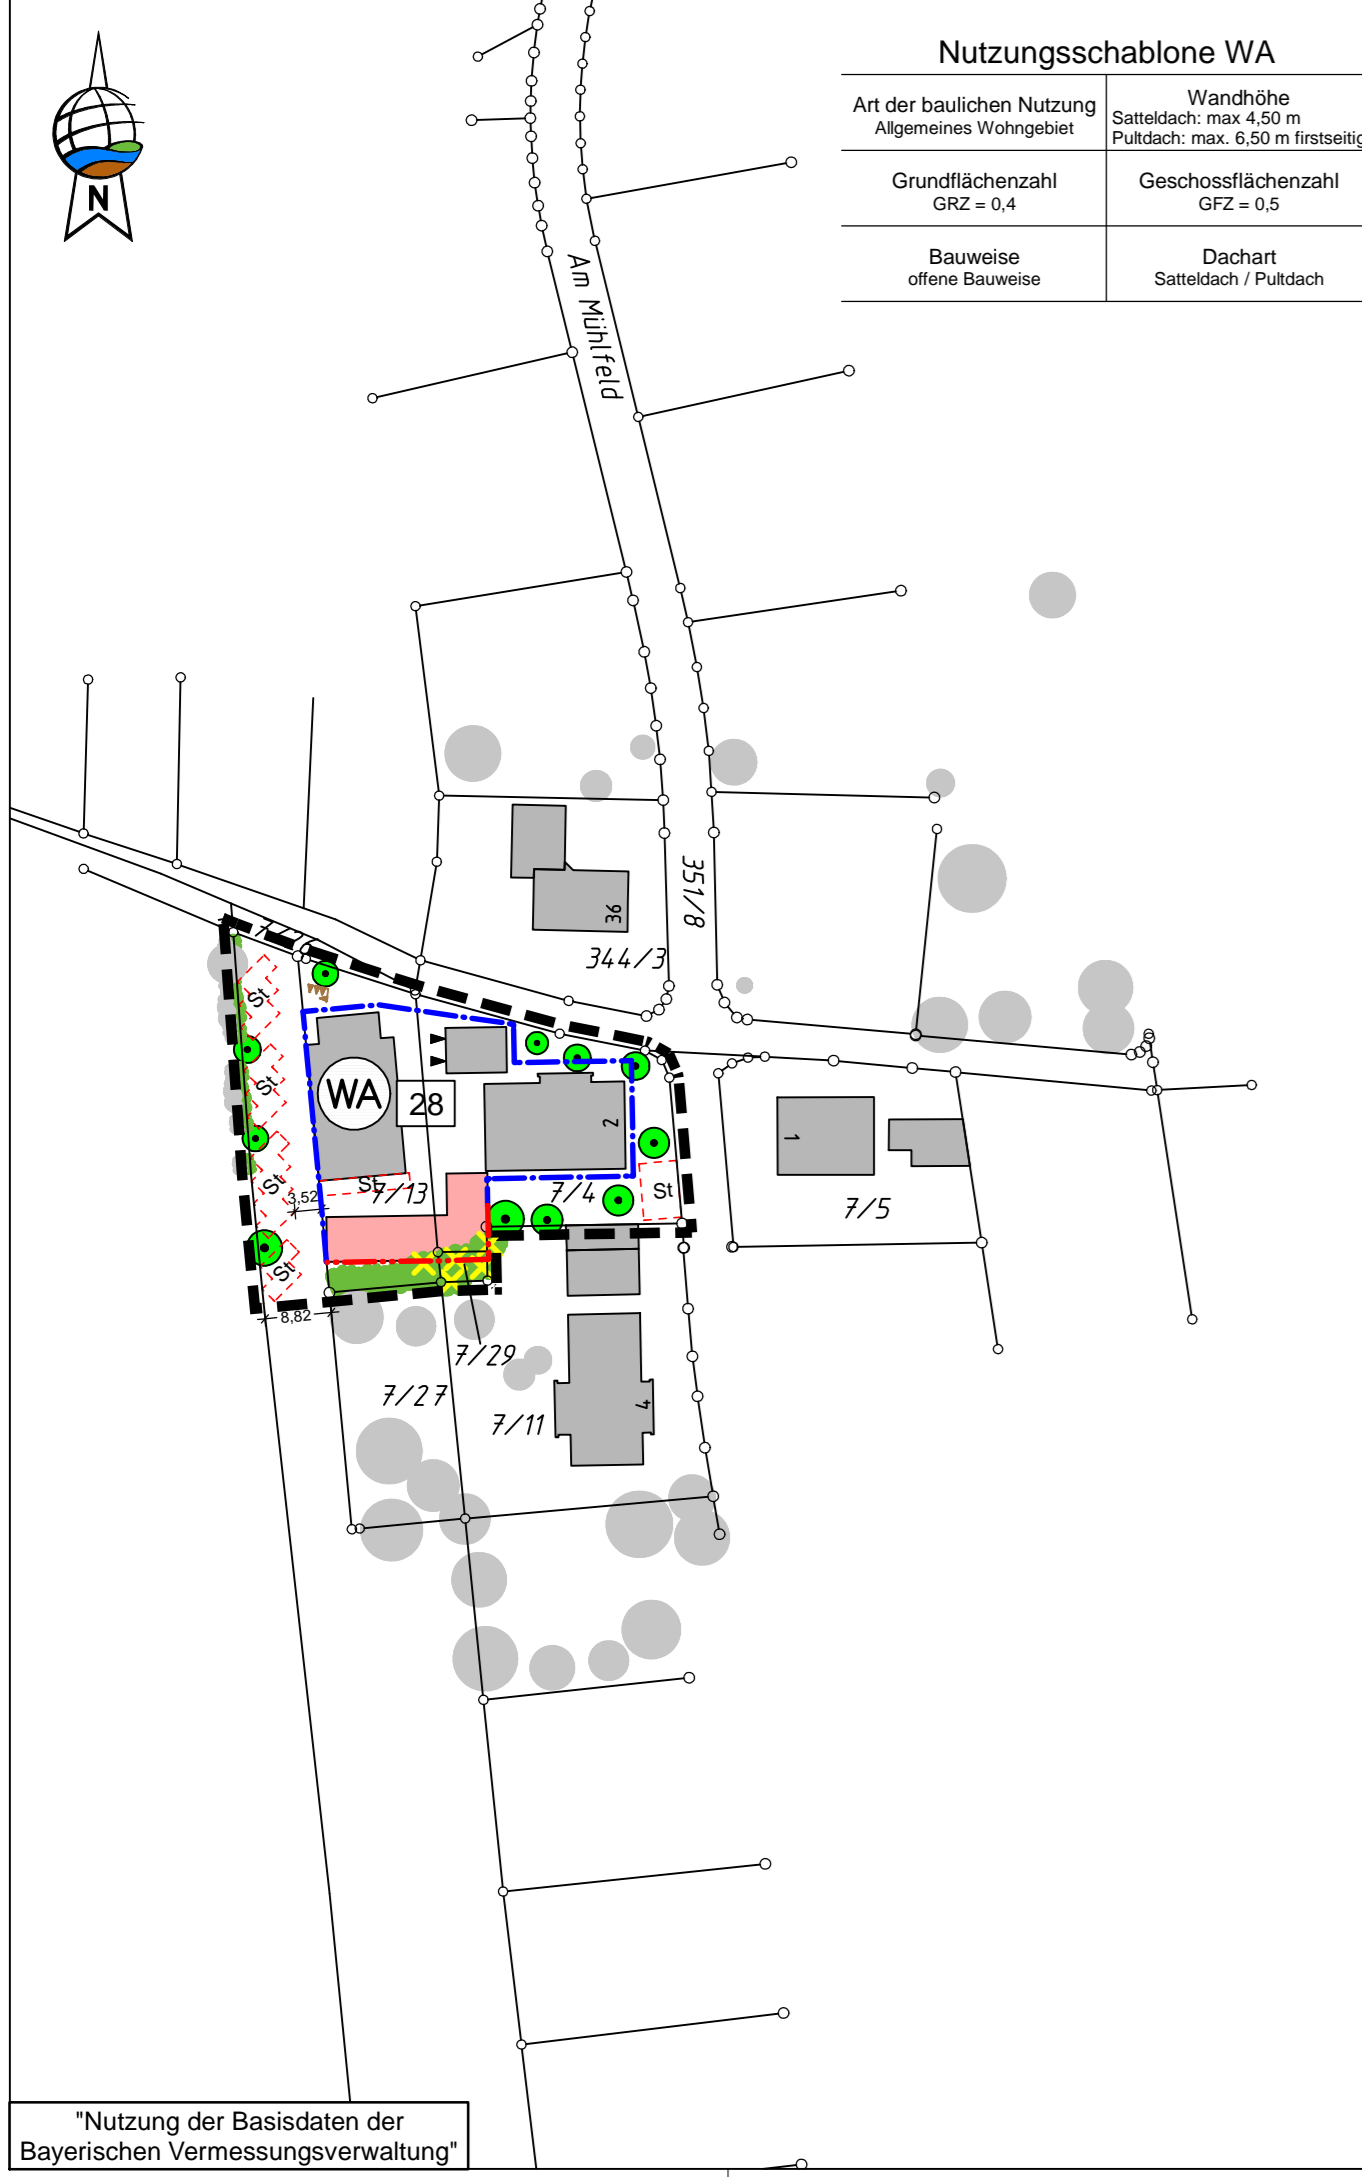 Nutzungsschablone WA
Art der baulichen Nutzung
Allgemeines Wohngebiet
Wandhöhe
Satteldach: max 4,50 m
Pultdach: max. 6,50 m firstseitig
Grundflächenzahl
GRZ = 0,4
Geschossflächenzahl
GFZ = 0,5
Bauweise
offene Bauweise
Dachart
Satteldach / Pultdach
N
Am Mühlfeld
351/8
36
344/3
St
St
St
St
WA
28
2
1
St
7/13
3,52
7/4
St
7/5
8,82
7/29
7/27
7/11
4
"Nutzung der Basisdaten der
Bayerischen Vermessungsverwaltung"